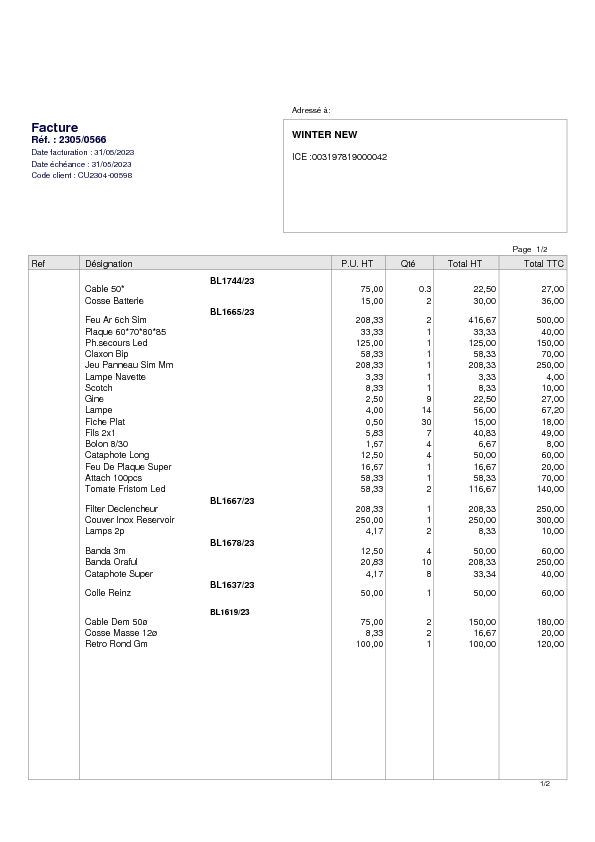 Adressé à:
Facture
Réf. : 2305/0566
Date facturation : 31/05/2023
Date échéance : 31/05/2023
Code client : CU2304-00598
WINTER NEW
ICE :003197819000042
Page 1/2
Ref Désignation P.U. HT Qté Total HT Total TTC
BL1744/23
Cable 50* 75,00 0.3 22,50 27,00
Cosse Batterie 15,00 2 30,00 36,00
BL1665/23
Feu Ar 6ch Sim 208,33 2 416,67 500,00
Plaque 60*70*80*85 33,33 1 33,33 40,00
Ph.secours Led 125,00 1 125,00 150,00
Claxon Blp 58,33 1 58,33 70,00
Jeu Panneau Sim Mm 208,33 1 208,33 250,00
Lampe Navette 3,33 1 3,33 4,00
Scotch 8,33 1 8,33 10,00
Gine 2,50 9 22,50 27,00
Lampe 4,00 14 56,00 67,20
Fiche Plat 0,50 30 15,00 18,00
Fils 2x1 5,83 7 40,83 49,00
Bolon 8/30 1,67 4 6,67 8,00
Cataphote Long 12,50 4 50,00 60,00
Feu De Plaque Super 16,67 1 16,67 20,00
Attach 100pcs 58,33 1 58,33 70,00
Tomate Fristom Led 58,33 2 116,67 140,00
BL1667/23
Filter Declencheur 208,33 1 208,33 250,00
Couver Inox Reservoir 250,00 1 250,00 300,00
Lamps 2p 4,17 2 8,33 10,00
BL1678/23
Banda 3m 12,50 4 50,00 60,00
Banda Oraful 20,83 10 208,33 250,00
Cataphote Super 4,17 8 33,34 40,00
BL1637/23
Colle Reinz 50,00 1 50,00 60,00
BL1619/23
Cable Dem 50ø 75,00 2 150,00 180,00
Cosse Masse 12ø 8,33 2 16,67 20,00
Retro Rond Gm 100,00 1 100,00 120,00
1/2